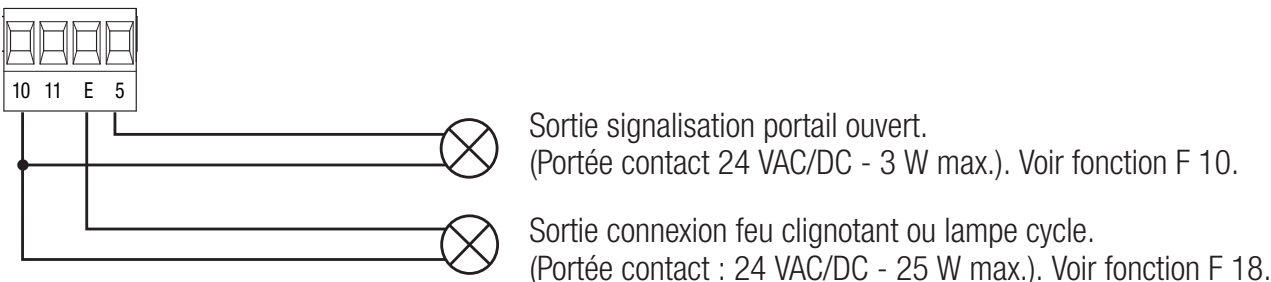 10 11 E 5
Sortie signalisation portail ouvert.
(Portée contact 24 VAC/DC - 3 W max.). Voir fonction F 10.
Sortie connexion feu clignotant ou lampe cycle.
(Portée contact : 24 VAC/DC - 25 W max.). Voir fonction F 18.